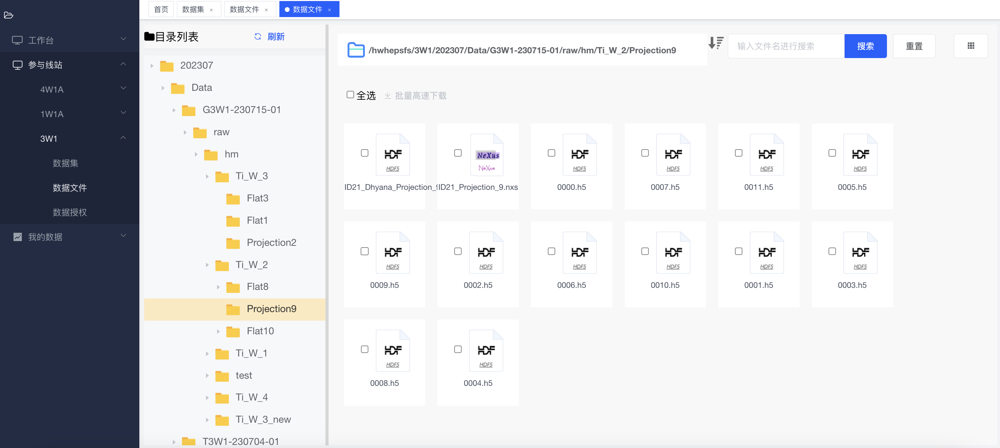 首页
数据集 ×
数据文件 ×
数据文件 ×
工作台
参与线站
4W1A
1W1A
3W1
数据集
数据文件
数据授权
我的数据
目录列表
刷新
202307
Data
G3W1-230715-01
raw
hm
Ti_W_3
Flat3
Flat1
Projection2
Ti_W_2
Flat8
Projection9
Flat10
Ti_W_1
test
Ti_W_4
Ti_W_3_new
T3W1-230704-01
/hwhepsfs/3W1/202307/Data/G3W1-230715-01/raw/hm/Ti_W_2/Projection9
输入文件名进行搜索
搜索
重置
全选
批量高速下载
HDF
HDF5
ID21_Dhyana_Projection_9
NeXus
NeXus
ID21_Projection_9.nxs
HDF
HDF5
0000.h5
HDF
HDF5
0007.h5
HDF
HDF5
0011.h5
HDF
HDF5
0005.h5
HDF
HDF5
0009.h5
HDF
HDF5
0002.h5
HDF
HDF5
0006.h5
HDF
HDF5
0010.h5
HDF
HDF5
0001.h5
HDF
HDF5
0003.h5
HDF
HDF5
0008.h5
HDF
HDF5
0004.h5